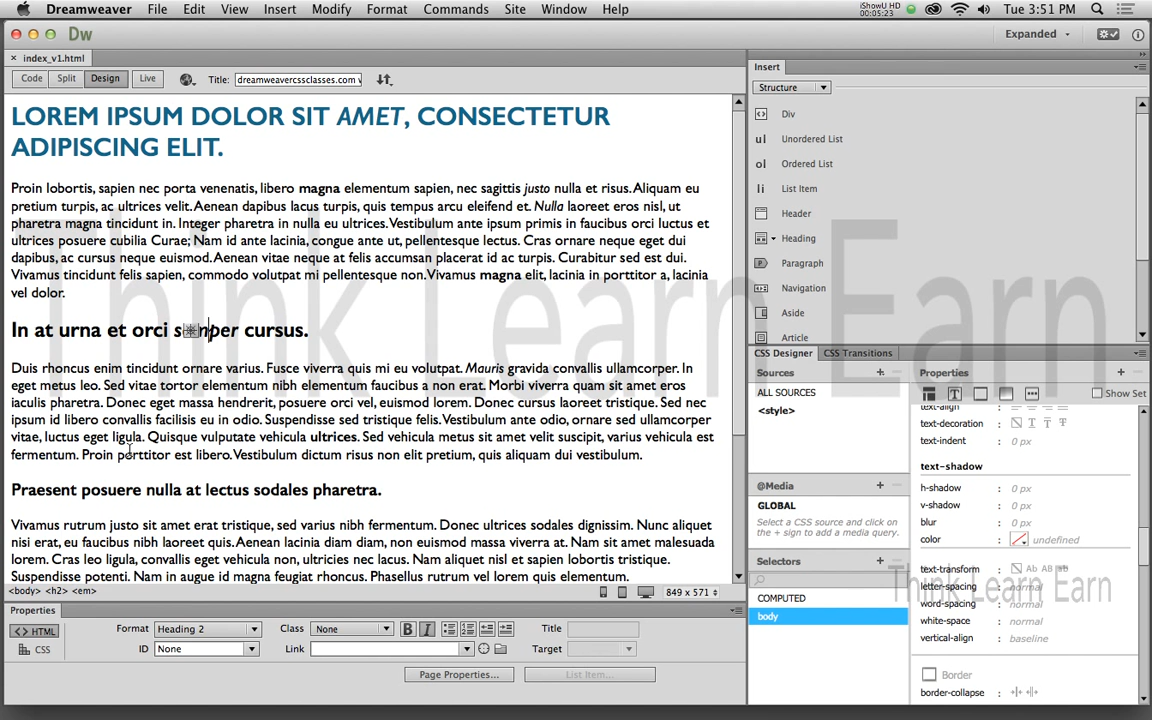 Dreamweaver File Edit View Insert Modify Format Commands Site Window Help iShowU HD 00:05:23 Tue 3:51 PM
Dw Expanded
index_v1.html
Code Split Design Live Title: dreamweavercssclasses.com
LOREM IPSUM DOLOR SIT AMET, CONSECTETUR
ADIPISCING ELIT.
Proin lobortis, sapien nec porta venenatis, libero magna elementum sapien, nec sagittis justo nulla et risus. Aliquam eu
pretium turpis, ac ultrices velit. Aenean dapibus lacus turpis, quis tempus arcu eleifend et. Nulla laoreet eros nisl, ut
pharetra magna tincidunt in. Integer pharetra in nulla eu ultrices. Vestibulum ante ipsum primis in faucibus orci luctus et
ultrices posuere cubilia Curae; Nam id ante lacinia, congue ante ut, pellentesque lectus. Cras ornare neque eget dui
dapibus, ac cursus neque euismod. Aenean vitae neque at felis accumsan placerat id ac turpis. Curabitur sed est dui.
Vivamus tincidunt felis sapien, commodo volutpat mi pellentesque non. Vivamus magna elit, lacinia in porttitor a, lacinia
vel dolor.
In at urna et orci semper cursus.
Duis rhoncus enim tincidunt ornare varius. Fusce viverra quis mi eu volutpat. Mauris gravida convallis ullamcorper. In
eget metus leo. Sed vitae tortor elementum nibh elementum faucibus a non erat. Morbi viverra quam sit amet eros
iaculis pharetra. Donec eget massa hendrerit, posuere orci vel, euismod lorem. Donec cursus laoreet tristique. Sed nec
ipsum id libero convallis facilisis eu in odio. Suspendisse sed tristique felis. Vestibulum ante odio, ornare sed ullamcorper
vitae, luctus eget ligula. Quisque vulputate vehicula ultrices. Sed vehicula metus sit amet velit suscipit, varius vehicula est
fermentum. Proin porttitor est libero. Vestibulum dictum risus non elit pretium, quis aliquam dui vestibulum.
Praesent posuere nulla at lectus sodales pharetra.
Vivamus rutrum justo sit amet erat tristique, sed varius nibh fermentum. Donec ultrices sodales dignissim. Nunc aliquet
nisi erat, eu faucibus nibh laoreet quis. Aenean lacinia diam diam, non euismod massa viverra at. Nam sit amet malesuada
lorem. Cras leo ligula, convallis eget vehicula non, ultricies nec lacus. Nam aliquet nisl et sapien lobortis tristique.
Suspendisse potenti. Nam in augue id magna feugiat rhoncus. Phasellus rutrum vel lorem quis elementum.
Think Learn Earn
<body> <h2> <em> 849 x 571
Properties
<> HTML Format Heading 2 Class None B I Title
CSS ID None Link Target
Page Properties... List Item...
Insert
Structure
Div
ul Unordered List
ol Ordered List
li List Item
Header
Heading
Paragraph
Navigation
Aside
Article
CSS Designer CSS Transitions
Sources +
ALL SOURCES
<style>
@Media +
GLOBAL
Select a CSS source and click on
the + sign to add a media query.
Selectors +
COMPUTED
body
Properties +
Show Set
text-align :
text-decoration :
text-indent : 0 px
text-shadow
h-shadow : 0 px
v-shadow : 0 px
blur : 0 px
color : undefined
text-transform : Ab AB ab
letter-spacing : normal
word-spacing : normal
white-space : normal
vertical-align : baseline
Border
border-collapse :
Think Learn Earn